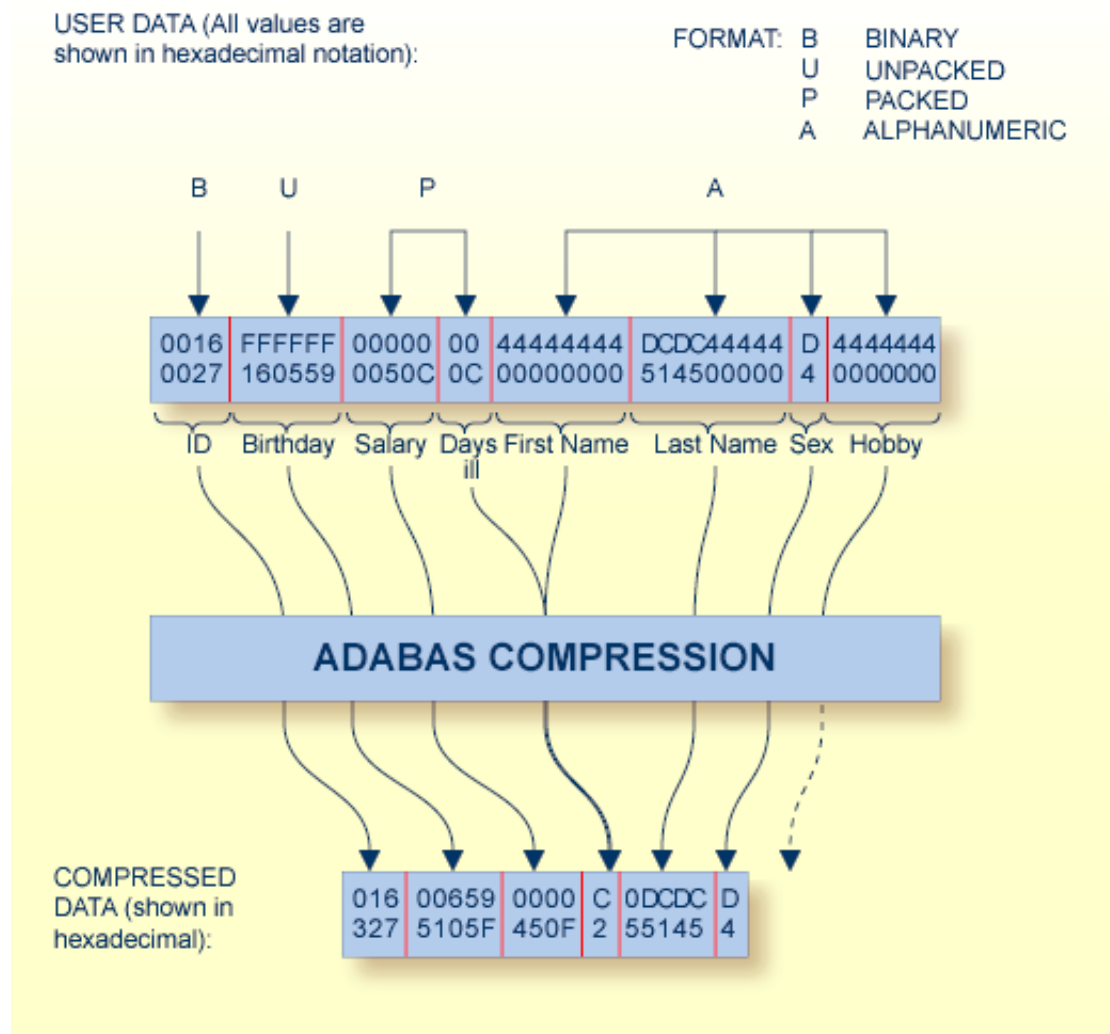 USER DATA (All values are
shown in hexadecimal notation):
FORMAT: B BINARY
U UNPACKED
P PACKED
A ALPHANUMERIC
B U P A
0016 FFFFFF 00000 00 44444444 DCDC44444 D 4444444
0027 160559 0050C 0C 00000000 514500000 4 0000000
ID Birthday Salary Days First Name Last Name Sex Hobby
ill
ADABAS COMPRESSION
COMPRESSED
DATA (shown in
hexadecimal):
016 00659 0000 C 0DCDC D
327 5105F 450F 2 55145 4